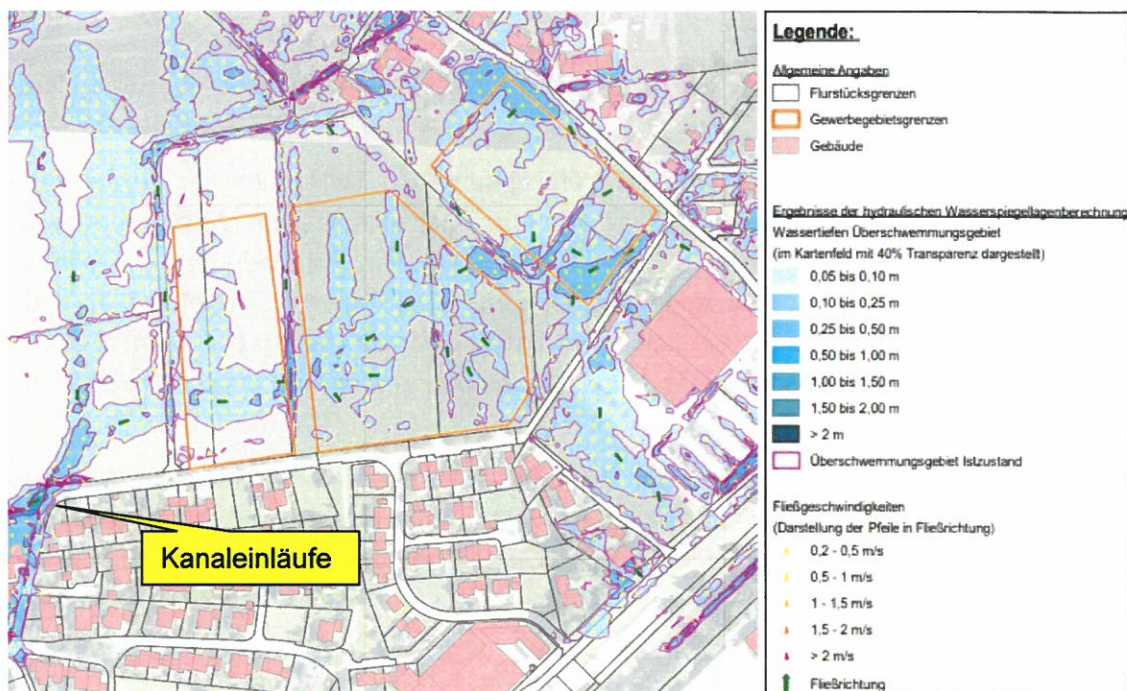 Kanaleinläufe
Legende:
Allgemeine Angaben
Flurstücksgrenzen
Gewerbegebietsgrenzen
Gebäude
Ergebnisse der hydraulischen Wasserspiegellagenberechnung
Wassertiefen Überschwemmungsgebiet
(im Kartenfeld mit 40% Transparenz dargestellt)
0,05 bis 0,10 m
0,10 bis 0,25 m
0,25 bis 0,50 m
0,50 bis 1,00 m
1,00 bis 1,50 m
1,50 bis 2,00 m
> 2 m
Überschwemmungsgebiet Istzustand
Fließgeschwindigkeiten
(Darstellung der Pfeile in Fließrichtung)
0,2 - 0,5 m/s
0,5 - 1 m/s
1 - 1,5 m/s
1,5 - 2 m/s
> 2 m/s
Fließrichtung